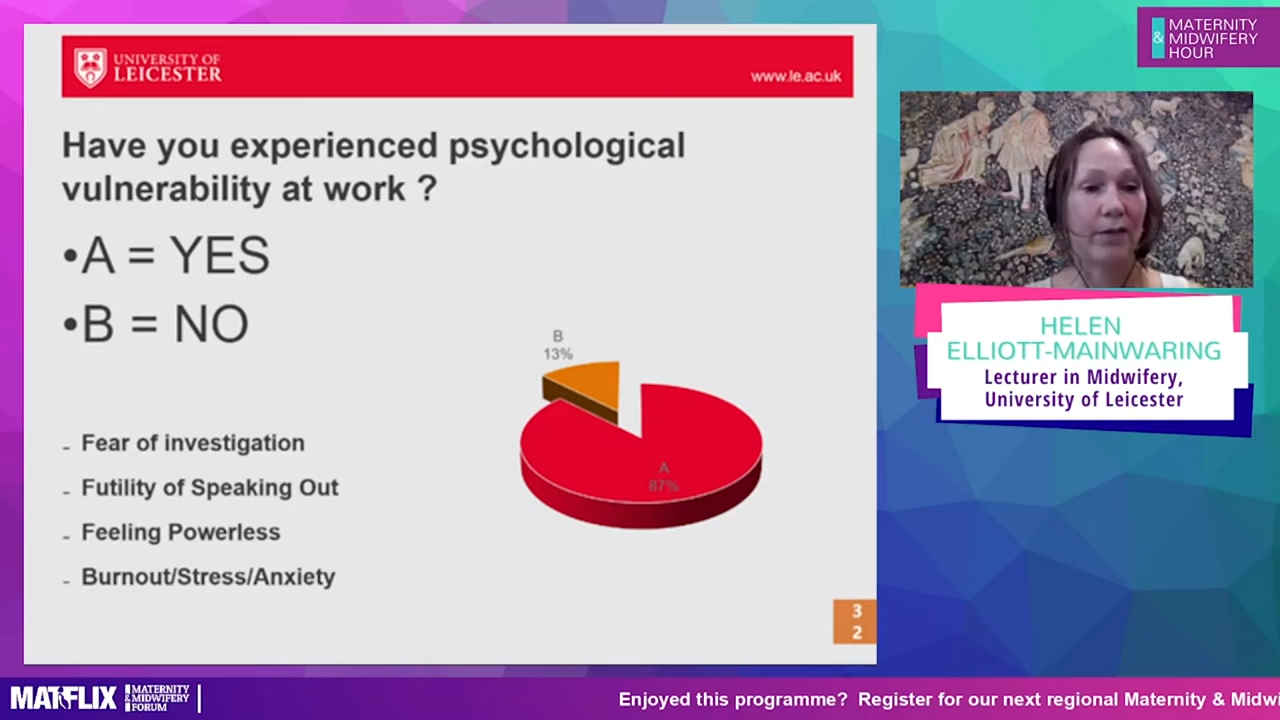 UNIVERSITY OF
LEICESTER
www.le.ac.uk
Have you experienced psychological
vulnerability at work ?
•A = YES
•B = NO
B
13%
A
87%
- Fear of investigation
- Futility of Speaking Out
- Feeling Powerless
- Burnout/Stress/Anxiety
3
2
MATERNITY
& MIDWIFERY
HOUR
HELEN
ELLIOTT-MAINWARING
Lecturer in Midwifery,
University of Leicester
MATFLIX
MATERNITY
& MIDWIFERY
FORUM
Enjoyed this programme? Register for our next regional Maternity & Midwi